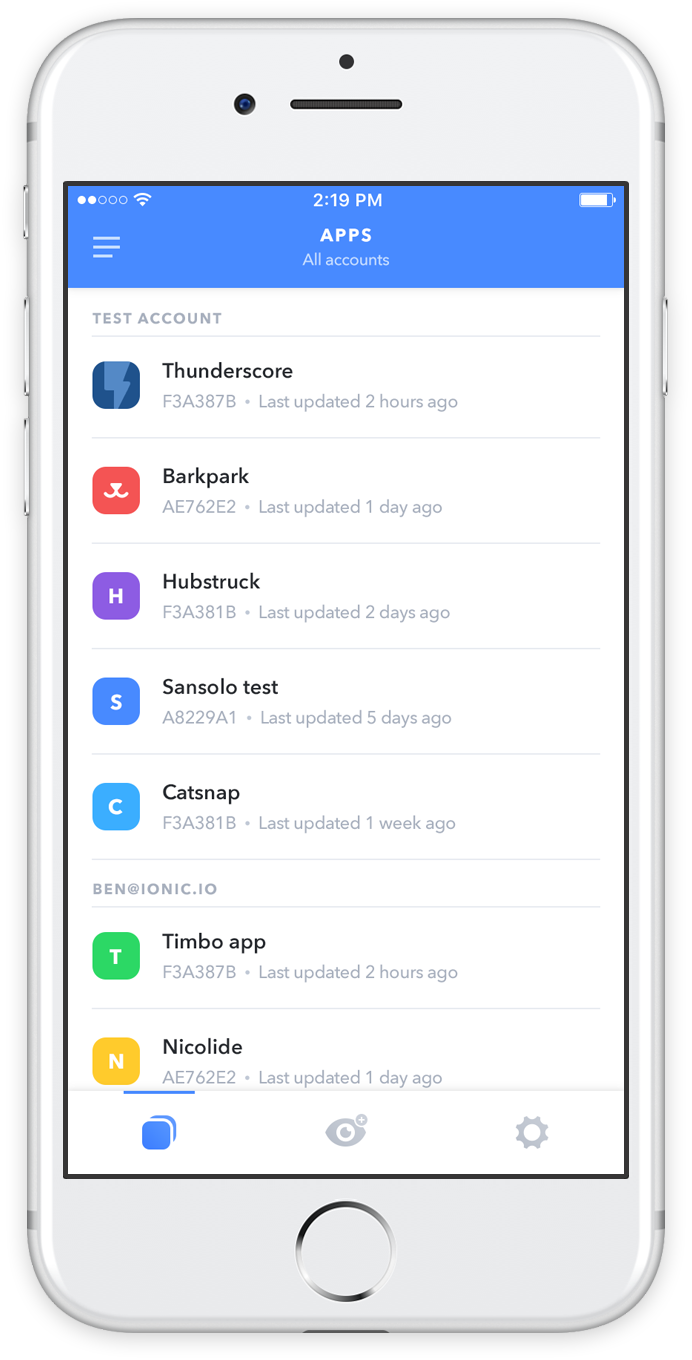 2:19 PM
APPS
All accounts
TEST ACCOUNT
Thunderscore
F3A387B • Last updated 2 hours ago
Barkpark
AE762E2 • Last updated 1 day ago
H
Hubstruck
F3A381B • Last updated 2 days ago
S
Sansolo test
A8229A1 • Last updated 5 days ago
C
Catsnap
F3A381B • Last updated 1 week ago
BEN@IONIC.IO
T
Timbo app
F3A387B • Last updated 2 hours ago
N
Nicolide
AE762E2 • Last updated 1 day ago